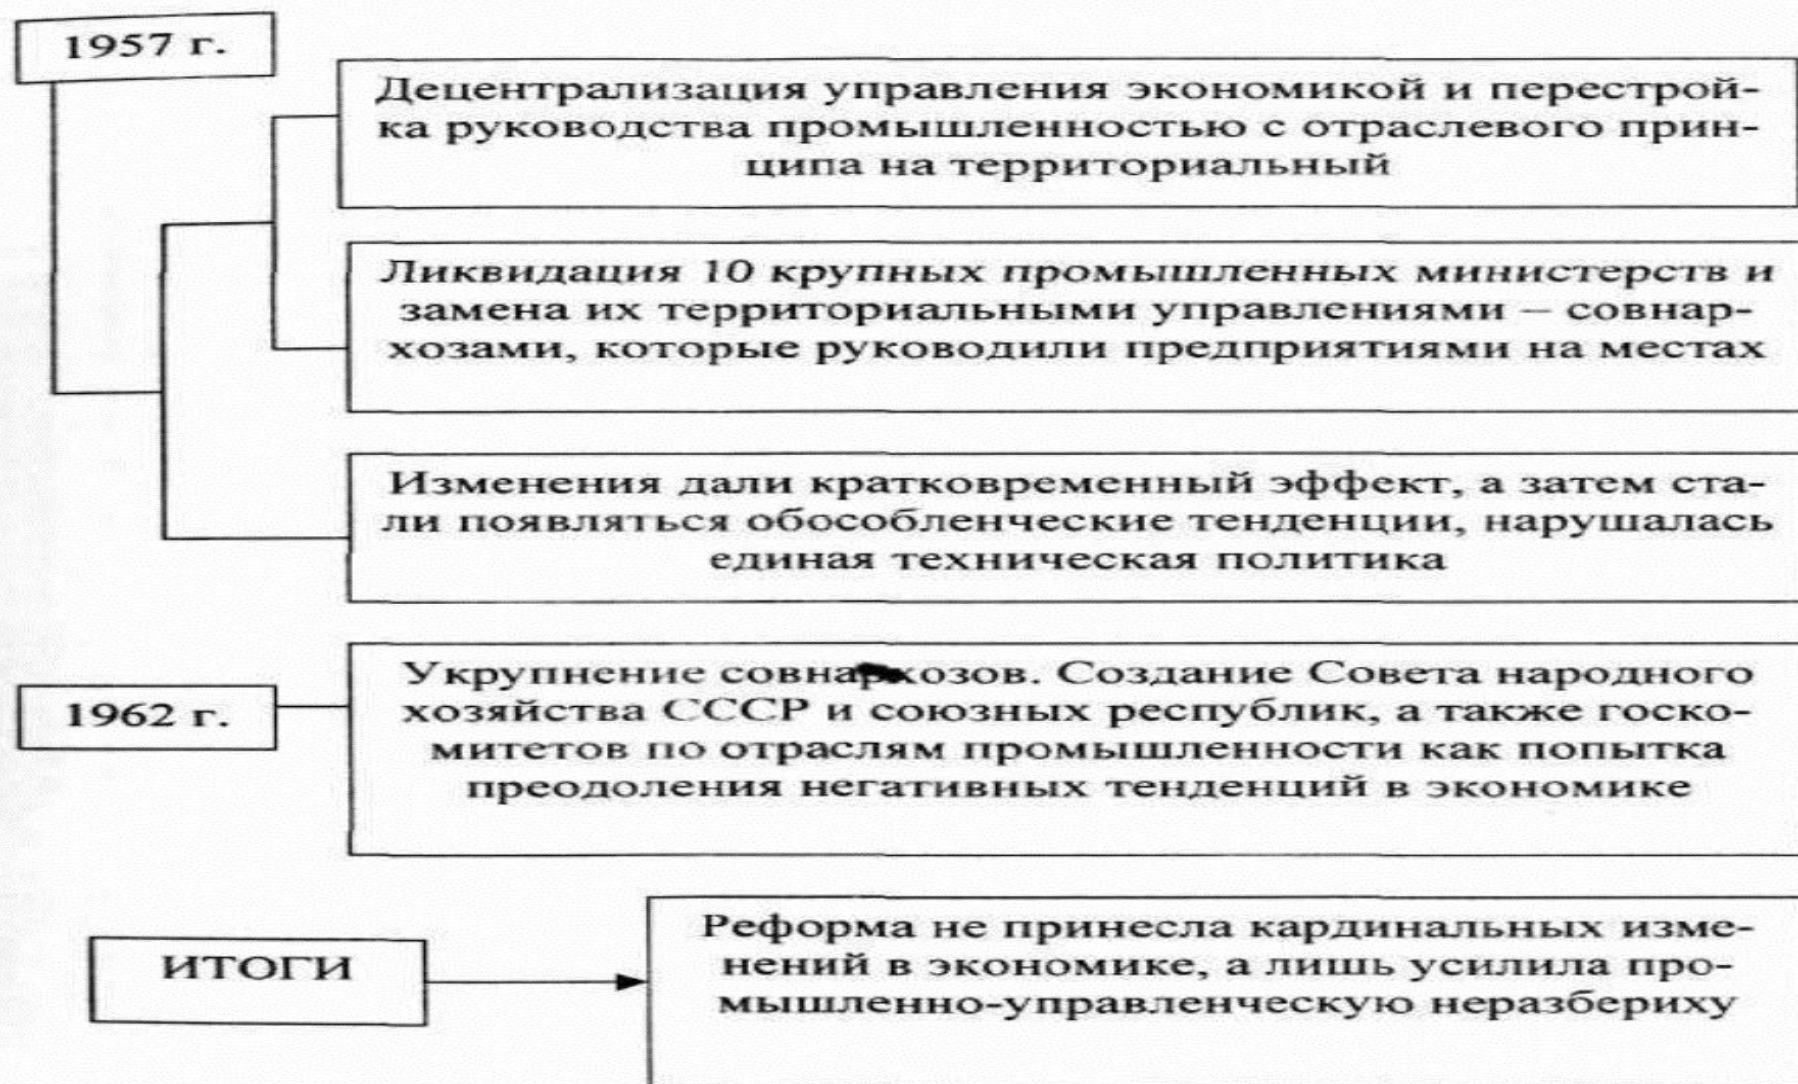 1957 г.
Децентрализация управления экономикой и перестрой-
ка руководства промышленностью с отраслевого прин-
ципа на территориальный
Ликвидация 10 крупных промышленных министерств и
замена их территориальными управлениями – совнар-
хозами, которые руководили предприятиями на местах
Изменения дали кратковременный эффект, а затем ста-
ли появляться обособленческие тенденции, нарушалась
единая техническая политика
1962 г.
Укрупнение совнархозов. Создание Совета народного
хозяйства СССР и союзных республик, а также госко-
митетов по отраслям промышленности как попытка
преодоления негативных тенденций в экономике
ИТОГИ
Реформа не принесла кардинальных изме-
нений в экономике, а лишь усилила про-
мышленно-управленческую неразбериху